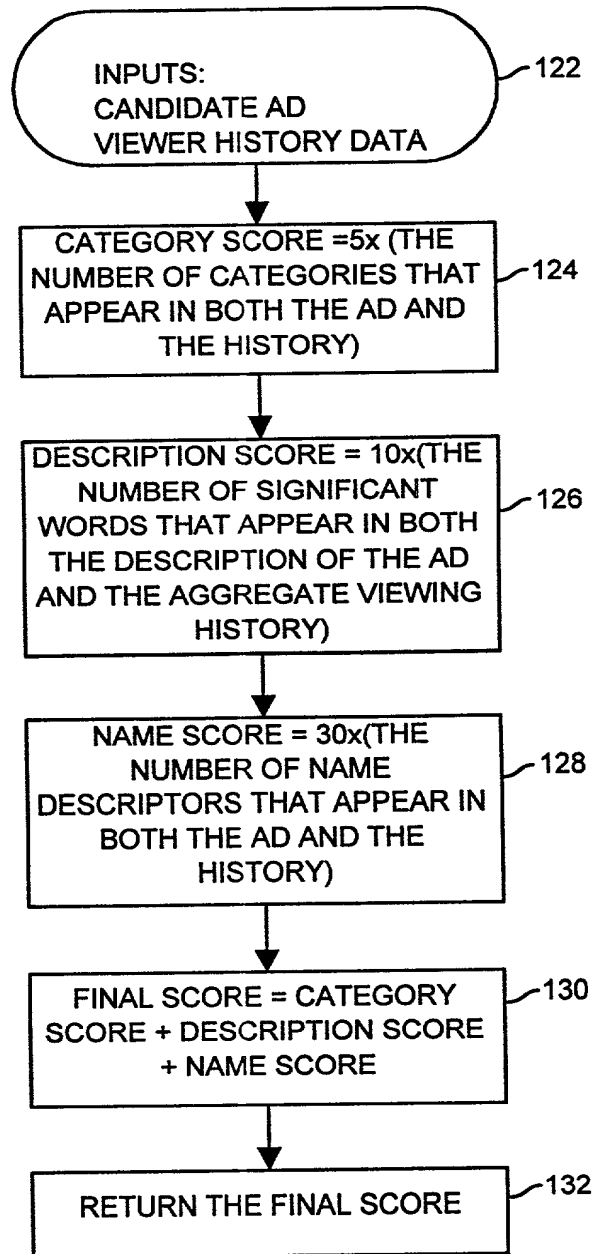 INPUTS:
CANDIDATE AD
VIEWER HISTORY DATA
122
CATEGORY SCORE =5x (THE
NUMBER OF CATEGORIES THAT
APPEAR IN BOTH THE AD AND
THE HISTORY)
124
DESCRIPTION SCORE = 10x(THE
NUMBER OF SIGNIFICANT
WORDS THAT APPEAR IN BOTH
THE DESCRIPTION OF THE AD
AND THE AGGREGATE VIEWING
HISTORY)
126
NAME SCORE = 30x(THE
NUMBER OF NAME
DESCRIPTORS THAT APPEAR IN
BOTH THE AD AND THE
HISTORY)
128
FINAL SCORE = CATEGORY
SCORE + DESCRIPTION SCORE
+ NAME SCORE
130
RETURN THE FINAL SCORE
132